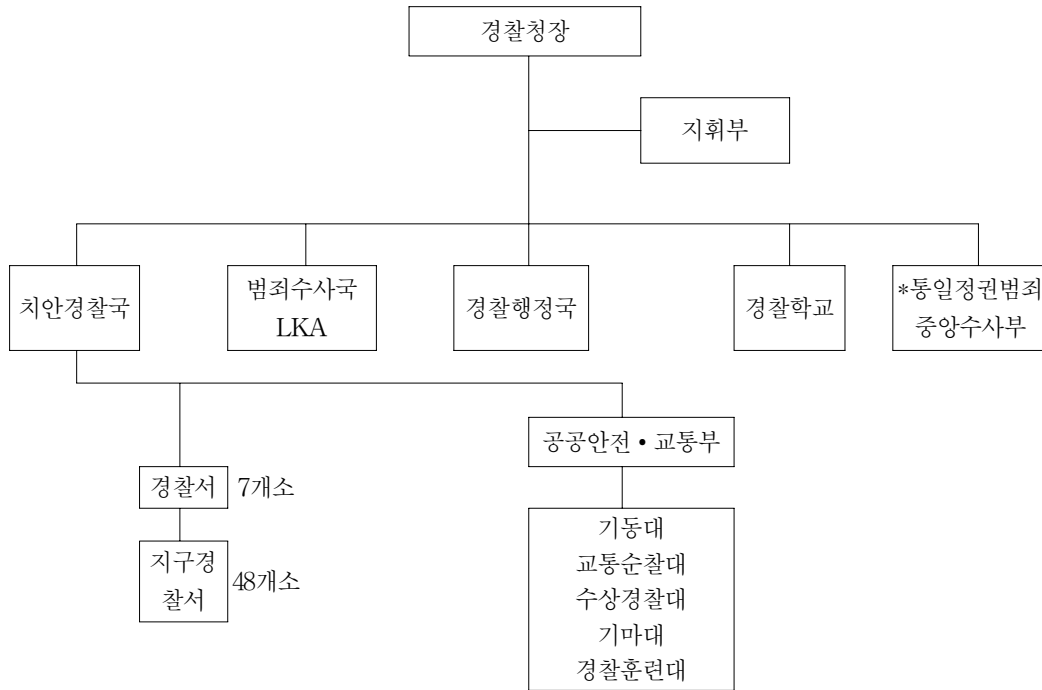 경찰청장
지휘부
치안경찰국
범죄수사국
LKA
경찰행정국
경찰학교
*통일정권범죄
중앙수사부
공공안전·교통부
경찰서 7개소
지구경
찰서
48개소
기동대
교통순찰대
수상경찰대
기마대
경찰훈련대